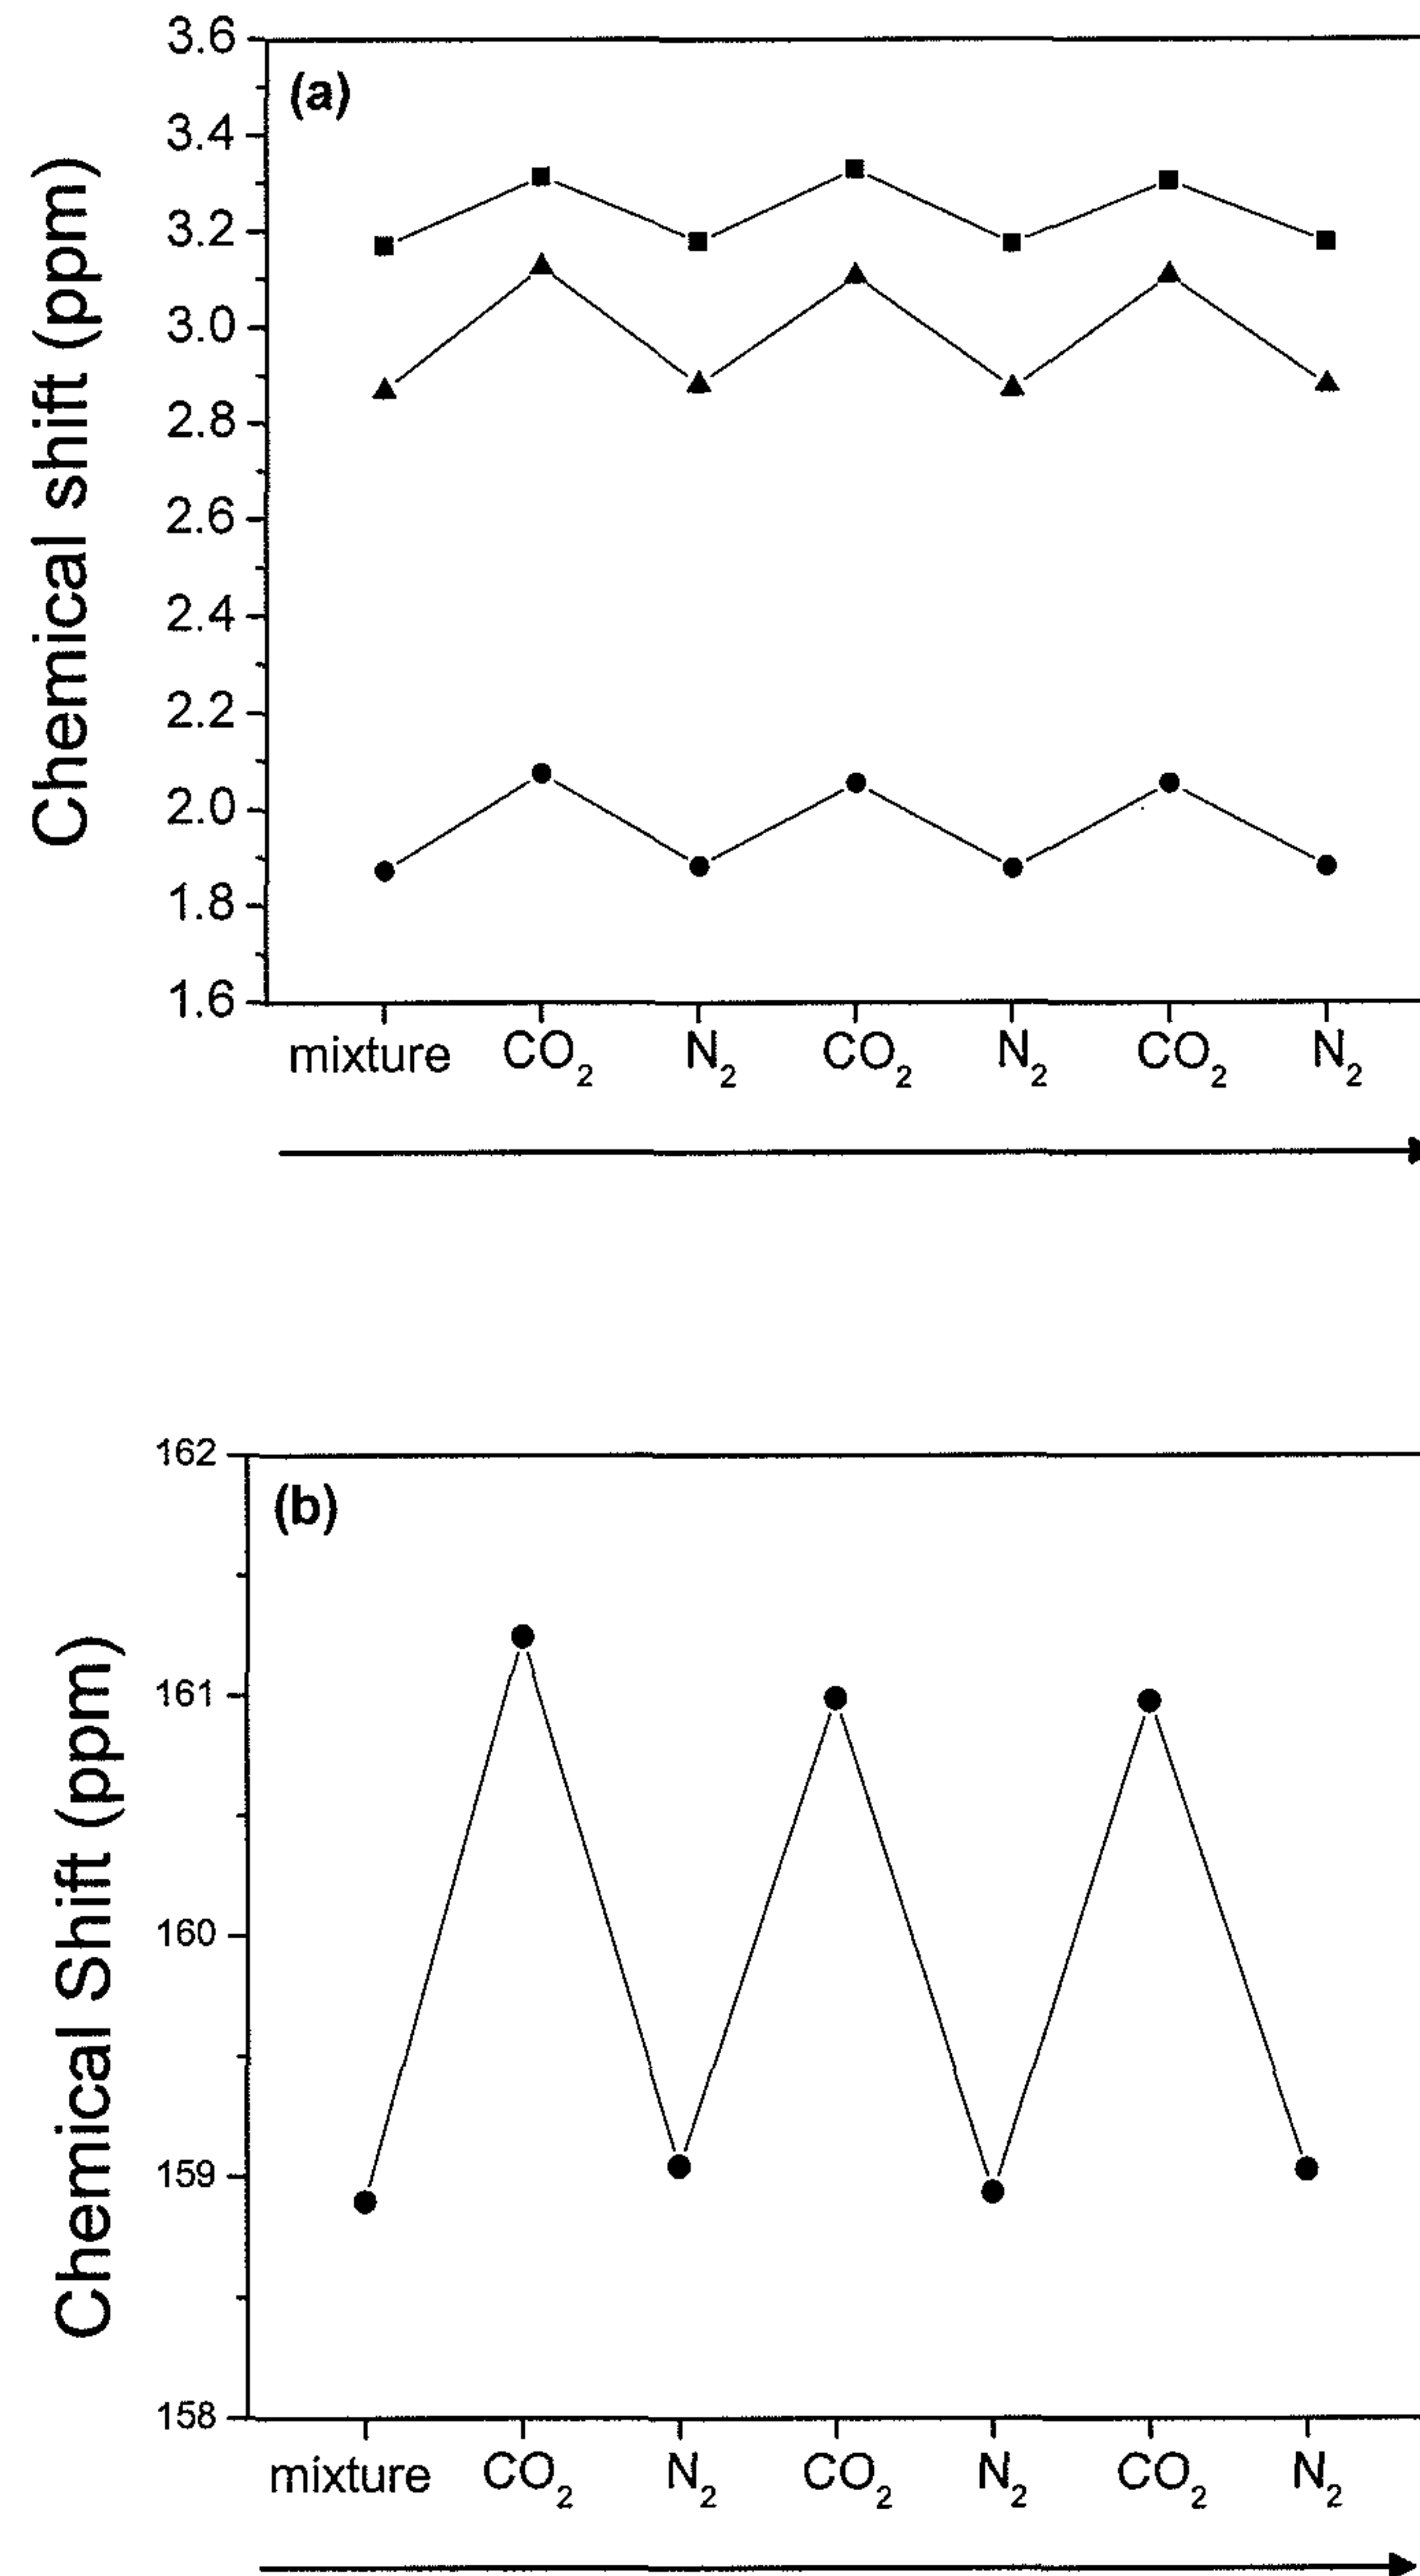 (a)
Chemical shift (ppm)
3.6
3.4
3.2
3.0
2.8
2.6
2.4
2.2
2.0
1.8
1.6
mixture CO₂ N₂ CO₂ N₂ CO₂ N₂
(b)
Chemical Shift (ppm)
162
161
160
159
158
mixture CO₂ N₂ CO₂ N₂ CO₂ N₂